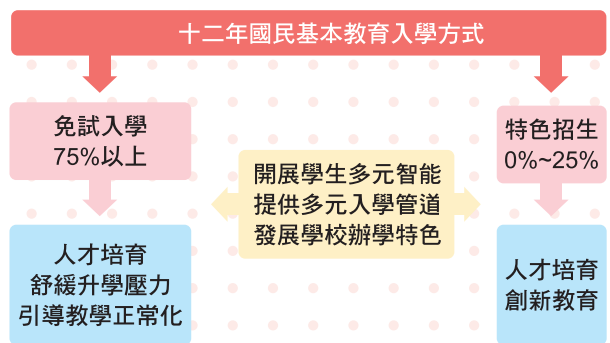 十二年國民基本教育入學方式
免試入學
75%以上
特色招生
0%~25%
開展學生多元智能
提供多元入學管道
發展學校辦學特色
人才培育
舒緩升學壓力
引導教學正常化
人才培育
創新教育